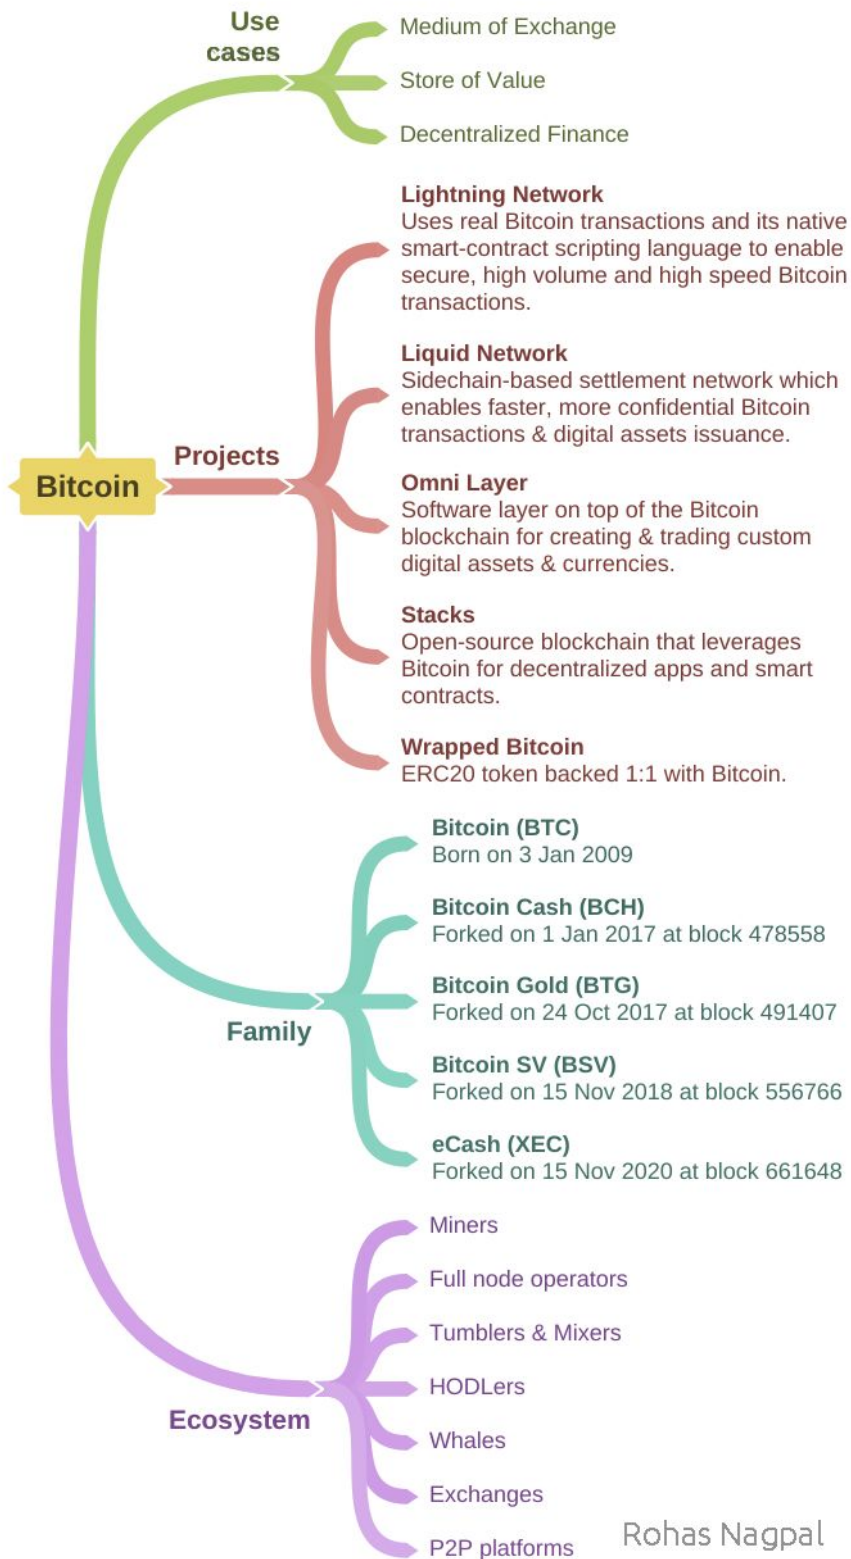 Use
cases
Medium of Exchange
Store of Value
Decentralized Finance
Lightning Network
Uses real Bitcoin transactions and its native
smart-contract scripting language to enable
secure, high volume and high speed Bitcoin
transactions.
Liquid Network
Sidechain-based settlement network which
enables faster, more confidential Bitcoin
transactions & digital assets issuance.
Bitcoin
Projects
Omni Layer
Software layer on top of the Bitcoin
blockchain for creating & trading custom
digital assets & currencies.
Stacks
Open-source blockchain that leverages
Bitcoin for decentralized apps and smart
contracts.
Wrapped Bitcoin
ERC20 token backed 1:1 with Bitcoin.
Bitcoin (BTC)
Born on 3 Jan 2009
Bitcoin Cash (BCH)
Forked on 1 Jan 2017 at block 478558
Bitcoin Gold (BTG)
Forked on 24 Oct 2017 at block 491407
Family
Bitcoin SV (BSV)
Forked on 15 Nov 2018 at block 556766
eCash (XEC)
Forked on 15 Nov 2020 at block 661648
Miners
Full node operators
Tumblers & Mixers
HODLers
Ecosystem
Whales
Exchanges
P2P platforms
Rohas Nagpal